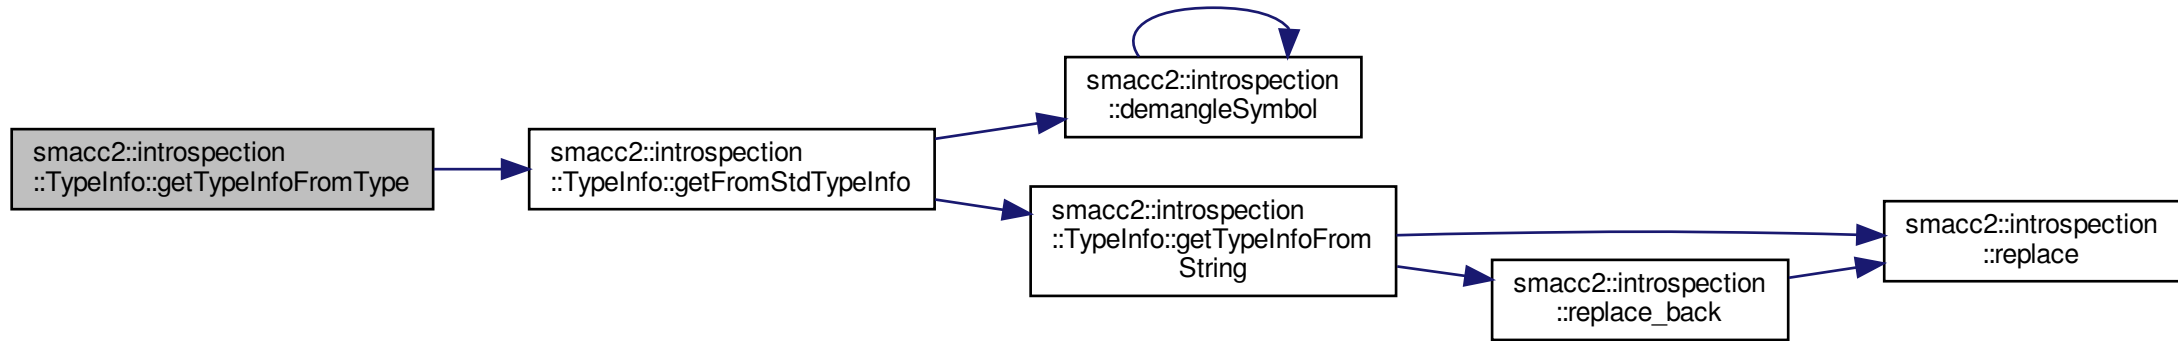 smacc2::introspection
::TypeInfo::getTypeInfoFromType
smacc2::introspection
::TypeInfo::getFromStdTypeInfo
smacc2::introspection
::demangleSymbol
smacc2::introspection
::TypeInfo::getTypeInfoFrom
String
smacc2::introspection
::replace_back
smacc2::introspection
::replace